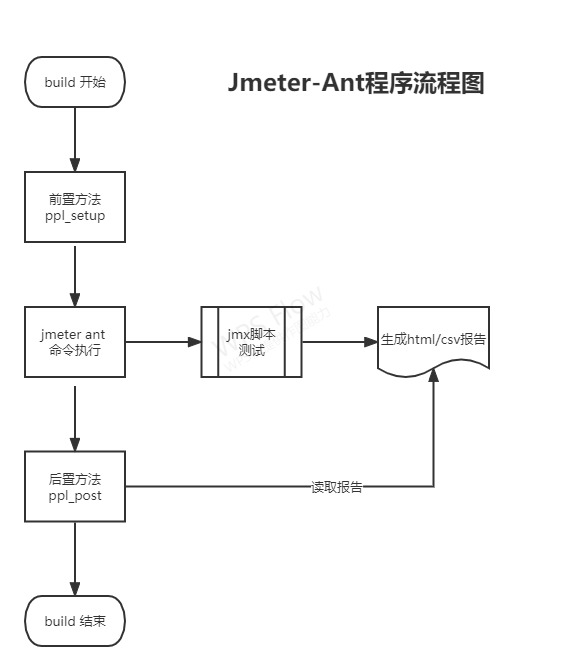 Jmeter-Ant程序流程图
build 开始
前置方法
ppl_setup
jmeter ant
命令执行
jmx脚本
测试
生成html/csv报告
后置方法
ppl_post
读取报告
build 结束
WPS Flow